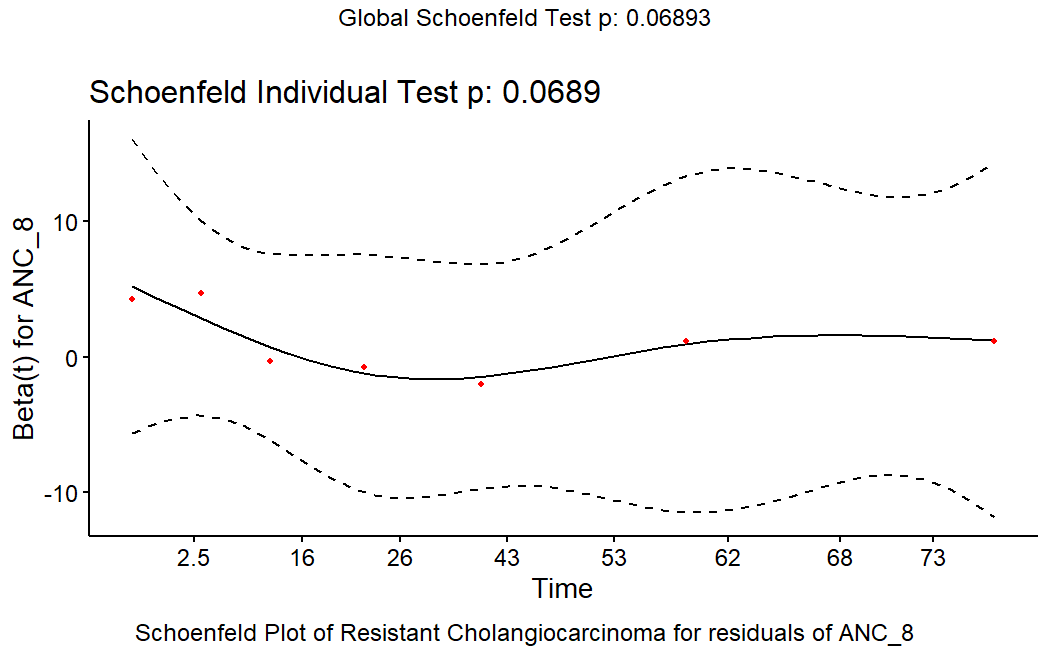 Global Schoenfeld Test p: 0.06893
Schoenfeld Individual Test p: 0.0689
Beta(t) for ANC_8
10
0
-10
2.5 16 26 43 53 62 68 73
Time
Schoenfeld Plot of Resistant Cholangiocarcinoma for residuals of ANC_8